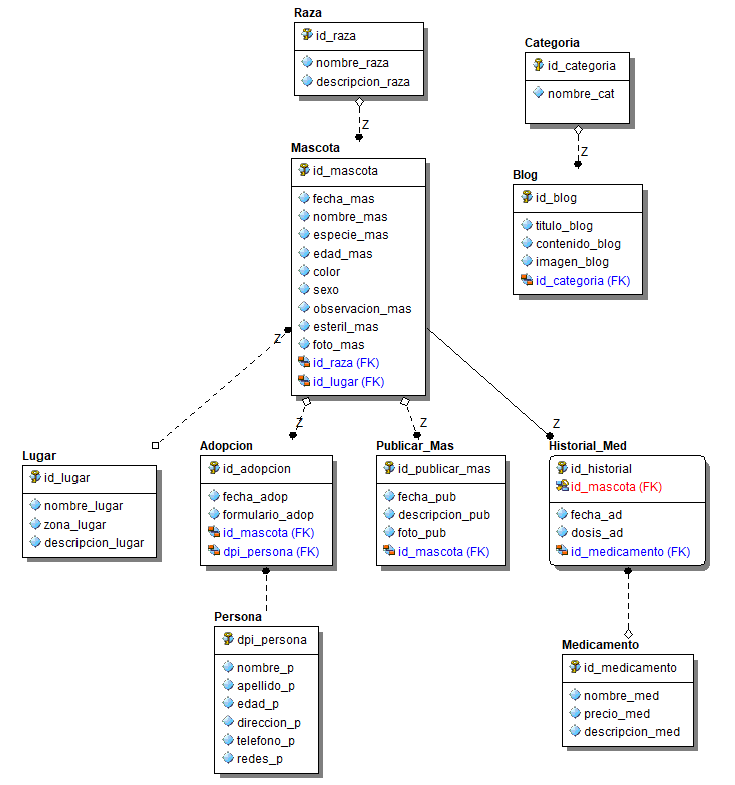 Raza
id_raza
nombre_raza
descripcion_raza
Z
Categoria
id_categoria
nombre_cat
Z
Mascota
id_mascota
fecha_mas
nombre_mas
especie_mas
edad_mas
color
sexo
observacion_mas
esteril_mas
foto_mas
id_raza (FK)
id_lugar (FK)
Blog
id_blog
titulo_blog
contenido_blog
imagen_blog
id_categoria (FK)
Z
Z
Z
Z
Lugar
id_lugar
nombre_lugar
zona_lugar
descripcion_lugar
Adopcion
id_adopcion
fecha_adop
formulario_adop
id_mascota (FK)
dpi_persona (FK)
Publicar_Mas
id_publicar_mas
fecha_pub
descripcion_pub
foto_pub
id_mascota (FK)
Historial_Med
id_historial
id_mascota (FK)
fecha_ad
dosis_ad
id_medicamento (FK)
Persona
dpi_persona
nombre_p
apellido_p
edad_p
direccion_p
telefono_p
redes_p
Medicamento
id_medicamento
nombre_med
precio_med
descripcion_med